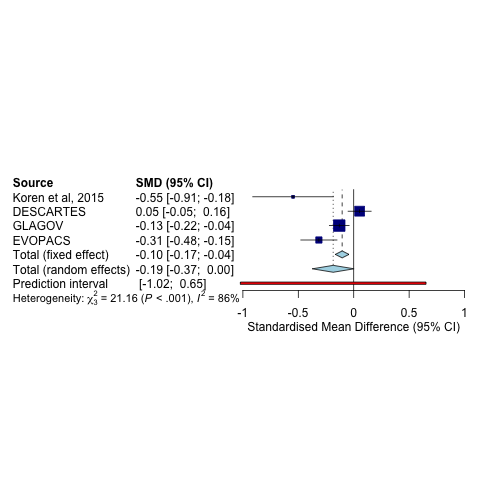 Source SMD (95% CI)
Koren et al, 2015 -0.55 [-0.91; -0.18]
DESCARTES 0.05 [-0.05; 0.16]
GLAGOV -0.13 [-0.22; -0.04]
EVOPACS -0.31 [-0.48; -0.15]
Total (fixed effect) -0.10 [-0.17; -0.04]
Total (random effects) -0.19 [-0.37; 0.00]
Prediction interval [-1.02; 0.65]
Heterogeneity: χ²₃ = 21.16 (P < .001), I² = 86%
-1 -0.5 0 0.5 1
Standardised Mean Difference (95% CI)